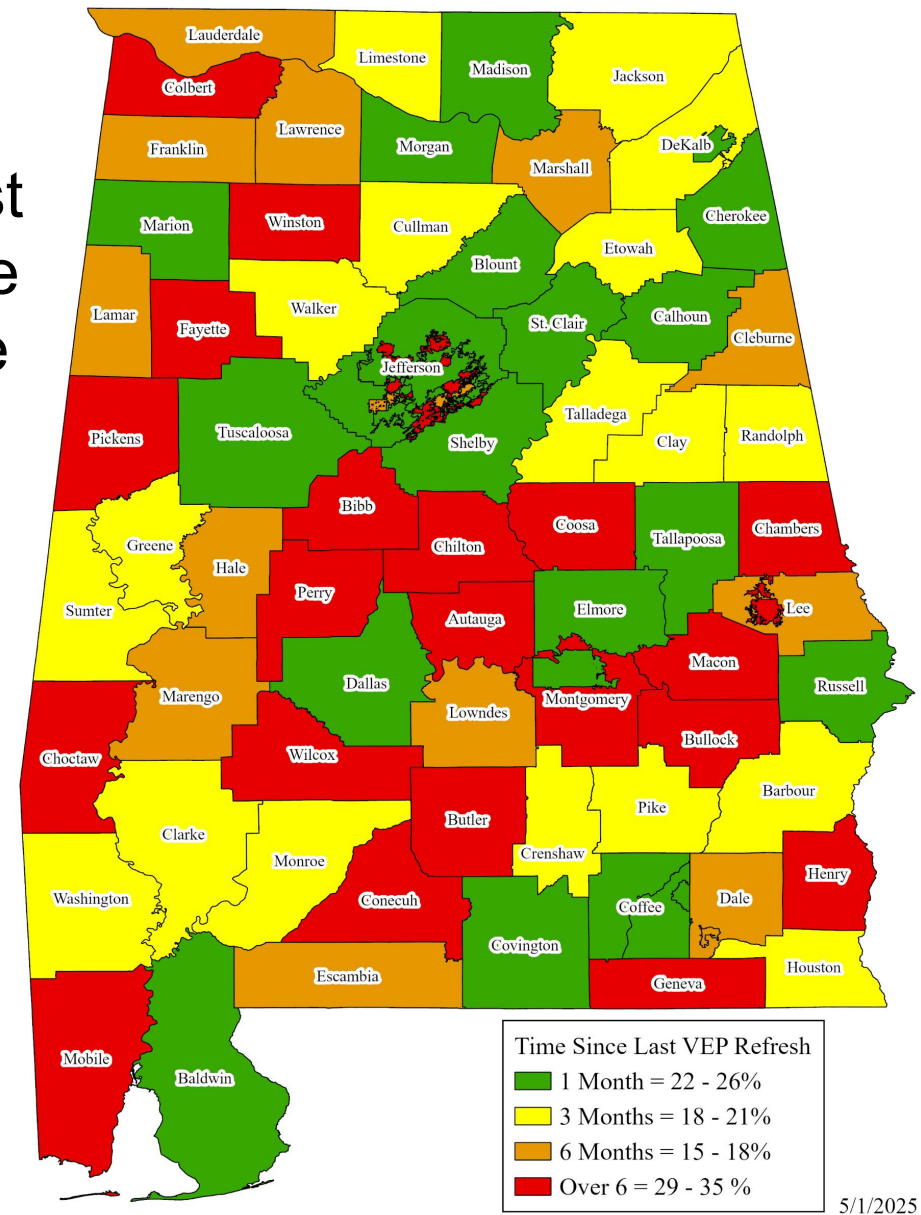 Lauderdale
Limestone
Madison
Jackson
Colbert
Lawrence
Franklin
Morgan
DeKalb
Marshall
st
Marion
Winston
Cullman
Cherokee
Etowah
Blount
e
Lamar
Fayette
Walker
St. Clair
Calhoun
Cleburne
e
Jefferson
Pickens
Tuscaloosa
Shelby
Talladega
Clay
Randolph
Bibb
Greene
Chilton
Coosa
Tallapoosa
Chambers
Hale
Sumter
Perry
Autauga
Elmore
Lee
Marengo
Dallas
Lowndes
Montgomery
Macon
Russell
Choctaw
Wilcox
Bullock
Clarke
Butler
Pike
Barbour
Monroe
Crenshaw
Washington
Conecuh
Coffee
Dale
Henry
Covington
Escambia
Geneva
Houston
Mobile
Baldwin
Time Since Last VEP Refresh
1 Month = 22 - 26%
3 Months = 18 - 21%
6 Months = 15 - 18%
Over 6 = 29 - 35 %
5/1/2025